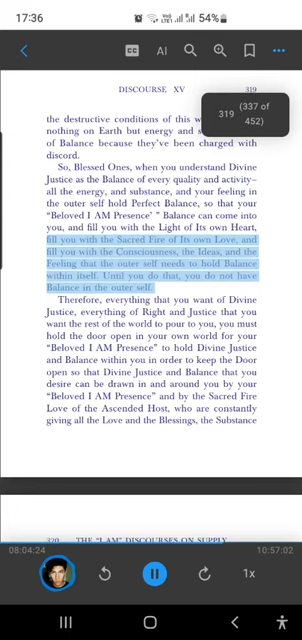 17:36
54%
CC
AI
DISCOURSE XV 319
319 (337 of 452)
the destructive conditions of this w
nothing on Earth but energy and s
of Balance because they've been charged with
discord.
So, Blessed Ones, when you understand Divine
Justice as the Balance of every quality and activity—
all the energy, and substance, and your feeling in
the outer self hold Perfect Balance, so that your
"Beloved I AM Presence' " Balance can come into
you, and fill you with the Light of Its own Heart,
fill you with the Sacred Fire of Its own Love, and
fill you with the Consciousness, the Ideas, and the
Feeling that the outer self needs to hold Balance
within itself. Until you do that, you do not have
Balance in the outer self.
Therefore, everything that you want of Divine
Justice, everything of Right and Justice that you
want the rest of the world to pour to you, you must
hold the door open in your own world for your
"Beloved I AM Presence" to hold Divine Justice
and Balance within you in order to keep the Door
open so that Divine Justice and Balance that you
desire can be drawn in and around you by your
"Beloved I AM Presence" and by the Sacred Fire
Love of the Ascended Host, who are constantly
giving all the Love and the Blessings, the Substance
320 THE "I AM" DISCOURSES ON SUPPLY
08:04:24 10:57:02
1x